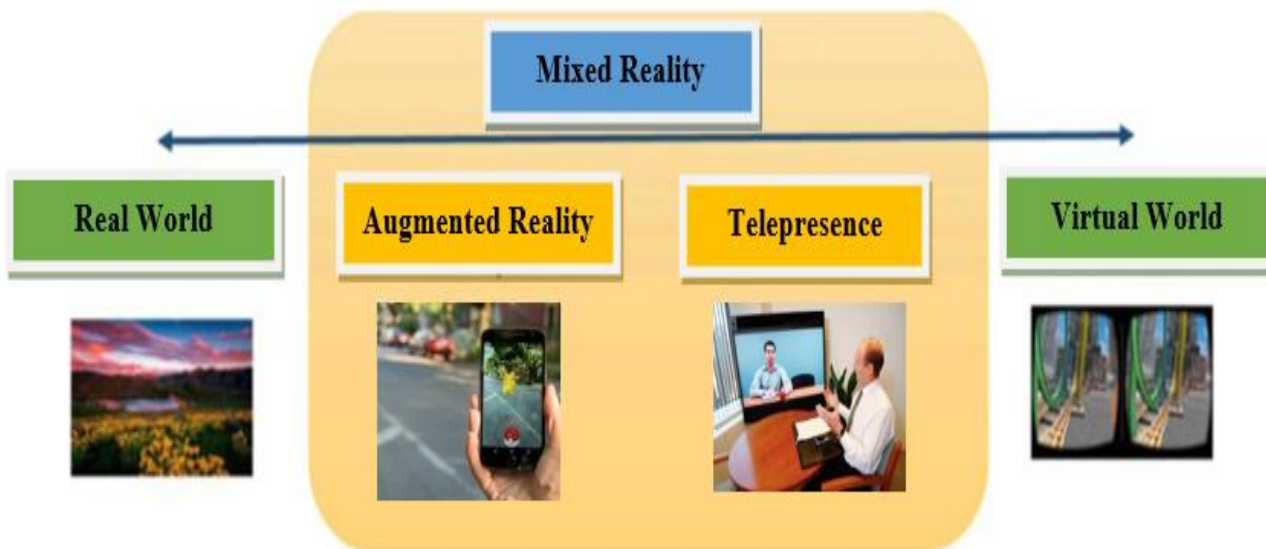 Mixed Reality
Real World
Augmented Reality
Telepresence
Virtual World